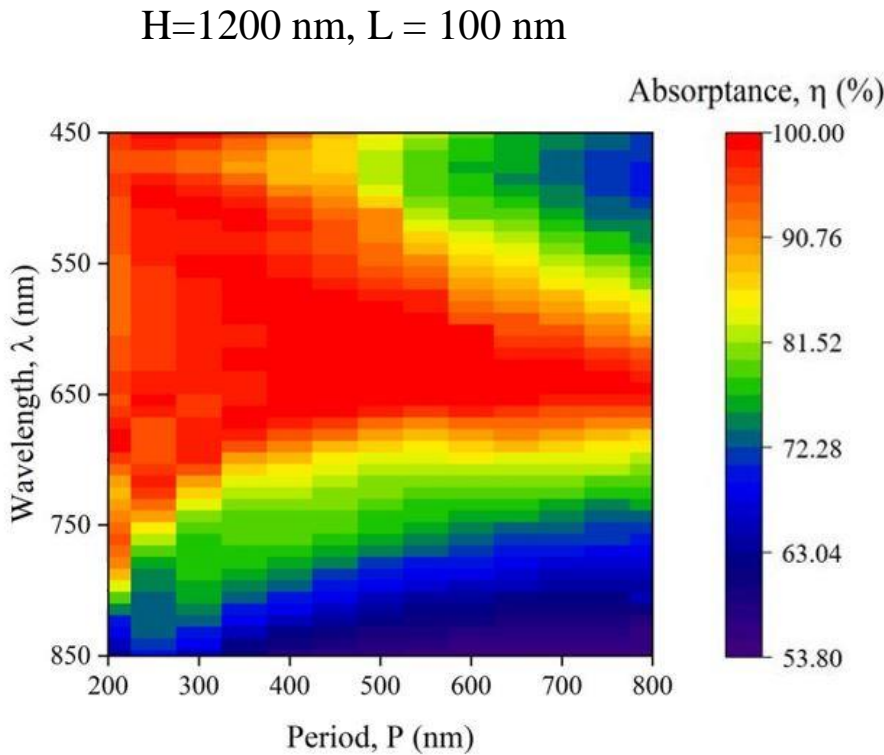 H=1200 nm, L = 100 nm
Absorptance, η (%)
450
550
650
750
850
Wavelength, λ (nm)
200 300 400 500 600 700 800
Period, P (nm)
100.00
90.76
81.52
72.28
63.04
53.80